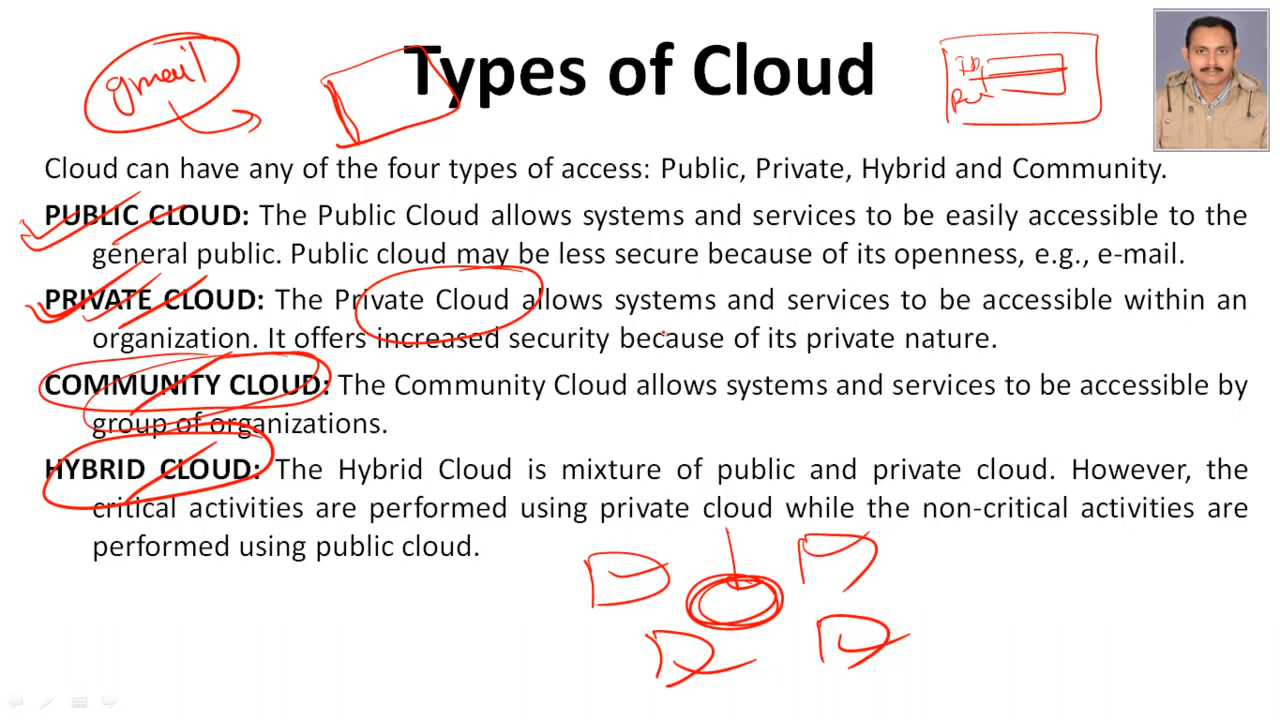 gmail
Types of Cloud
Cloud can have any of the four types of access: Public, Private, Hybrid and Community.
PUBLIC CLOUD: The Public Cloud allows systems and services to be easily accessible to the
general public. Public cloud may be less secure because of its openness, e.g., e-mail.
PRIVATE CLOUD: The Private Cloud allows systems and services to be accessible within an
organization. It offers increased security because of its private nature.
COMMUNITY CLOUD: The Community Cloud allows systems and services to be accessible by
group of organizations.
HYBRID CLOUD: The Hybrid Cloud is mixture of public and private cloud. However, the
critical activities are performed using private cloud while the non-critical activities are
performed using public cloud.